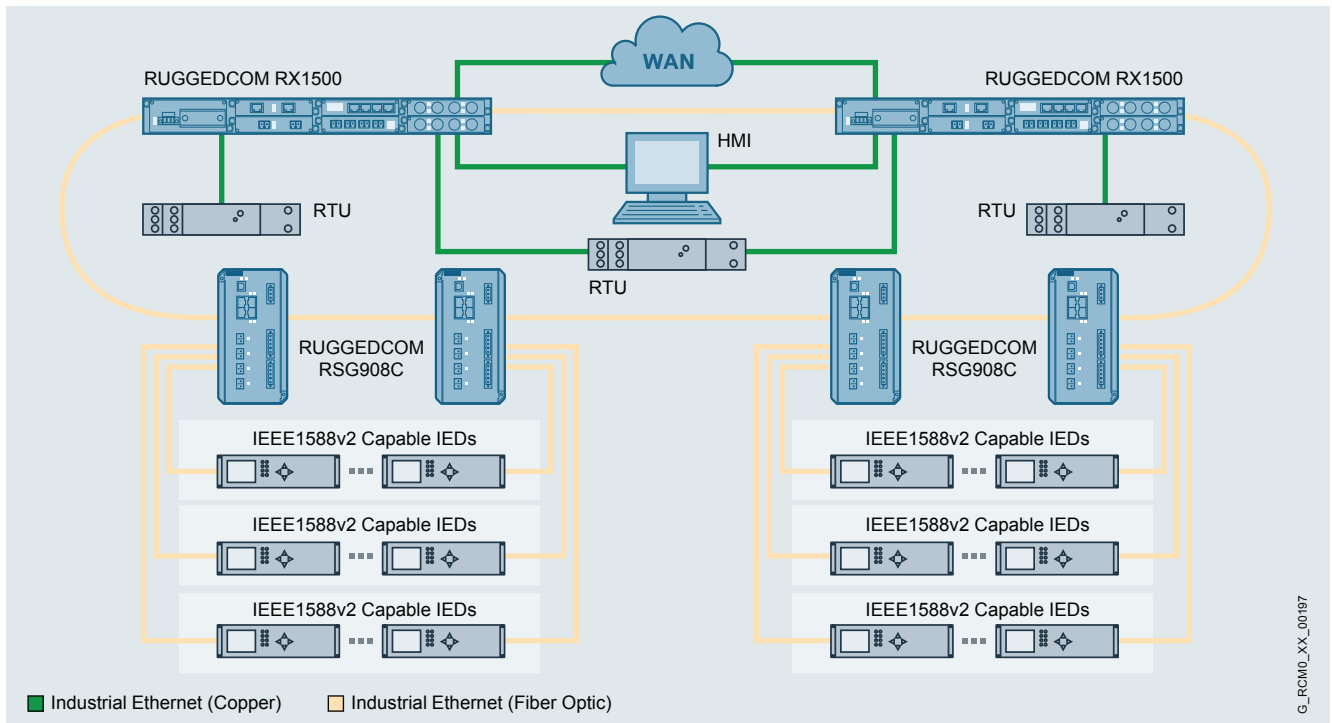 WAN
RUGGEDCOM RX1500
RUGGEDCOM RX1500
HMI
RTU
RTU
RTU
RUGGEDCOM
RSG908C
RUGGEDCOM
RSG908C
IEEE1588v2 Capable IEDs
IEEE1588v2 Capable IEDs
IEEE1588v2 Capable IEDs
IEEE1588v2 Capable IEDs
IEEE1588v2 Capable IEDs
IEEE1588v2 Capable IEDs
Industrial Ethernet (Copper)
Industrial Ethernet (Fiber Optic)
G_RCM0_XX_00197